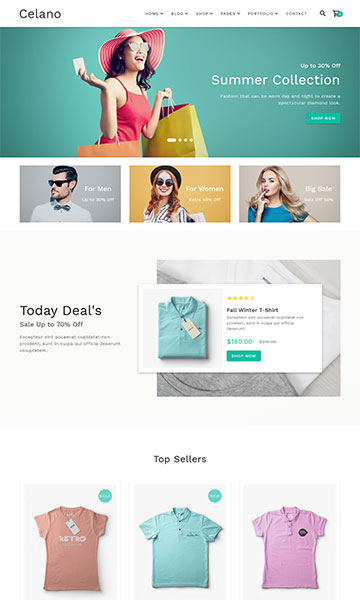 Celano
HOME BLOG SHOP PAGES PORTFOLIO CONTACT
Up to 30% Off
Summer Collection
Fashion that can be worn day and night to create a
spectacular diamond look.
SHOP NOW
For Men
Up to 30% Off
For Women
Extra 50% Off
Big Sale
Sale Off 50%
Today Deal's
Sale Up to 70% Off
Excepteur sint occaecat cupidatat non
proident, sunt in culpa qui officia deserunt
voluptatem.
Fall Winter T-Shirt
Excepteur sint occaecat cupidatat non
proident, sunt in culpa qui officia
deserunt.
$180.00 $210.00
SHOP NOW
Top Sellers
SALE
NEW
RETRO